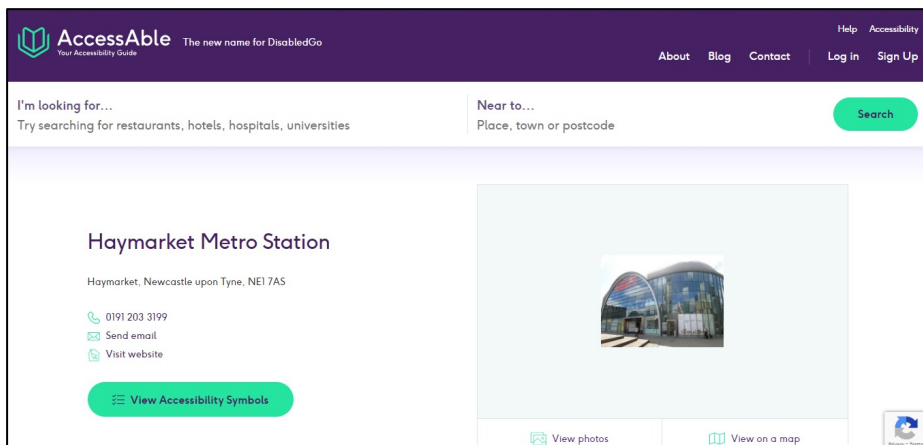 AccessAble
Your Accessibility Guide
The new name for DisabledGo
Help Accessibility
About Blog Contact Log in Sign Up
I'm looking for...
Try searching for restaurants, hotels, hospitals, universities
Near to...
Place, town or postcode
Search
Haymarket Metro Station
Haymarket, Newcastle upon Tyne, NE1 7AS
0191 203 3199
Send email
Visit website
View Accessibility Symbols
View photos
View on a map